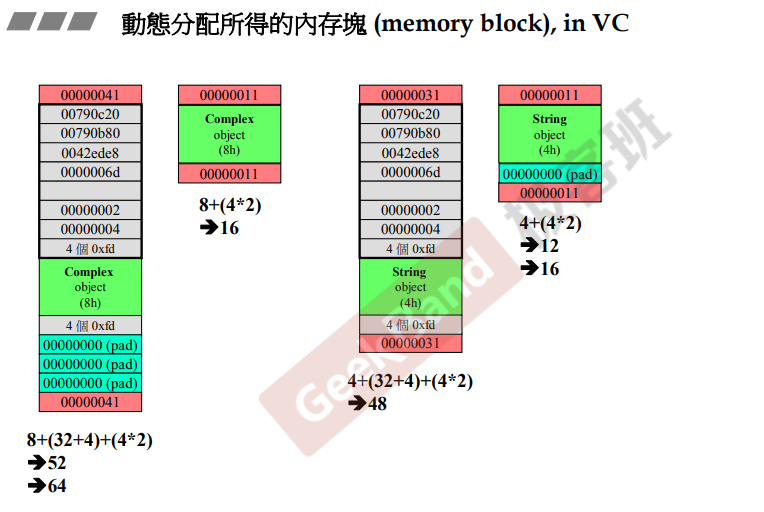 動態分配所得的內存塊 (memory block), in VC
00000041
00790c20
00790b80
0042ede8
0000006d
00000002
00000004
4 個 0xfd
Complex
object
(8h)
4 個 0xfd
00000000 (pad)
00000000 (pad)
00000000 (pad)
00000041
8+(32+4)+(4*2)
➔52
➔64
00000011
Complex
object
(8h)
00000011
8+(4*2)
➔16
00000031
00790c20
00790b80
0042ede8
0000006d
00000002
00000004
4 個 0xfd
String
object
(4h)
4 個 0xfd
00000031
4+(32+4)+(4*2)
➔48
00000011
String
object
(4h)
00000000 (pad)
00000011
4+(4*2)
➔12
➔16
GeekBand 极客班